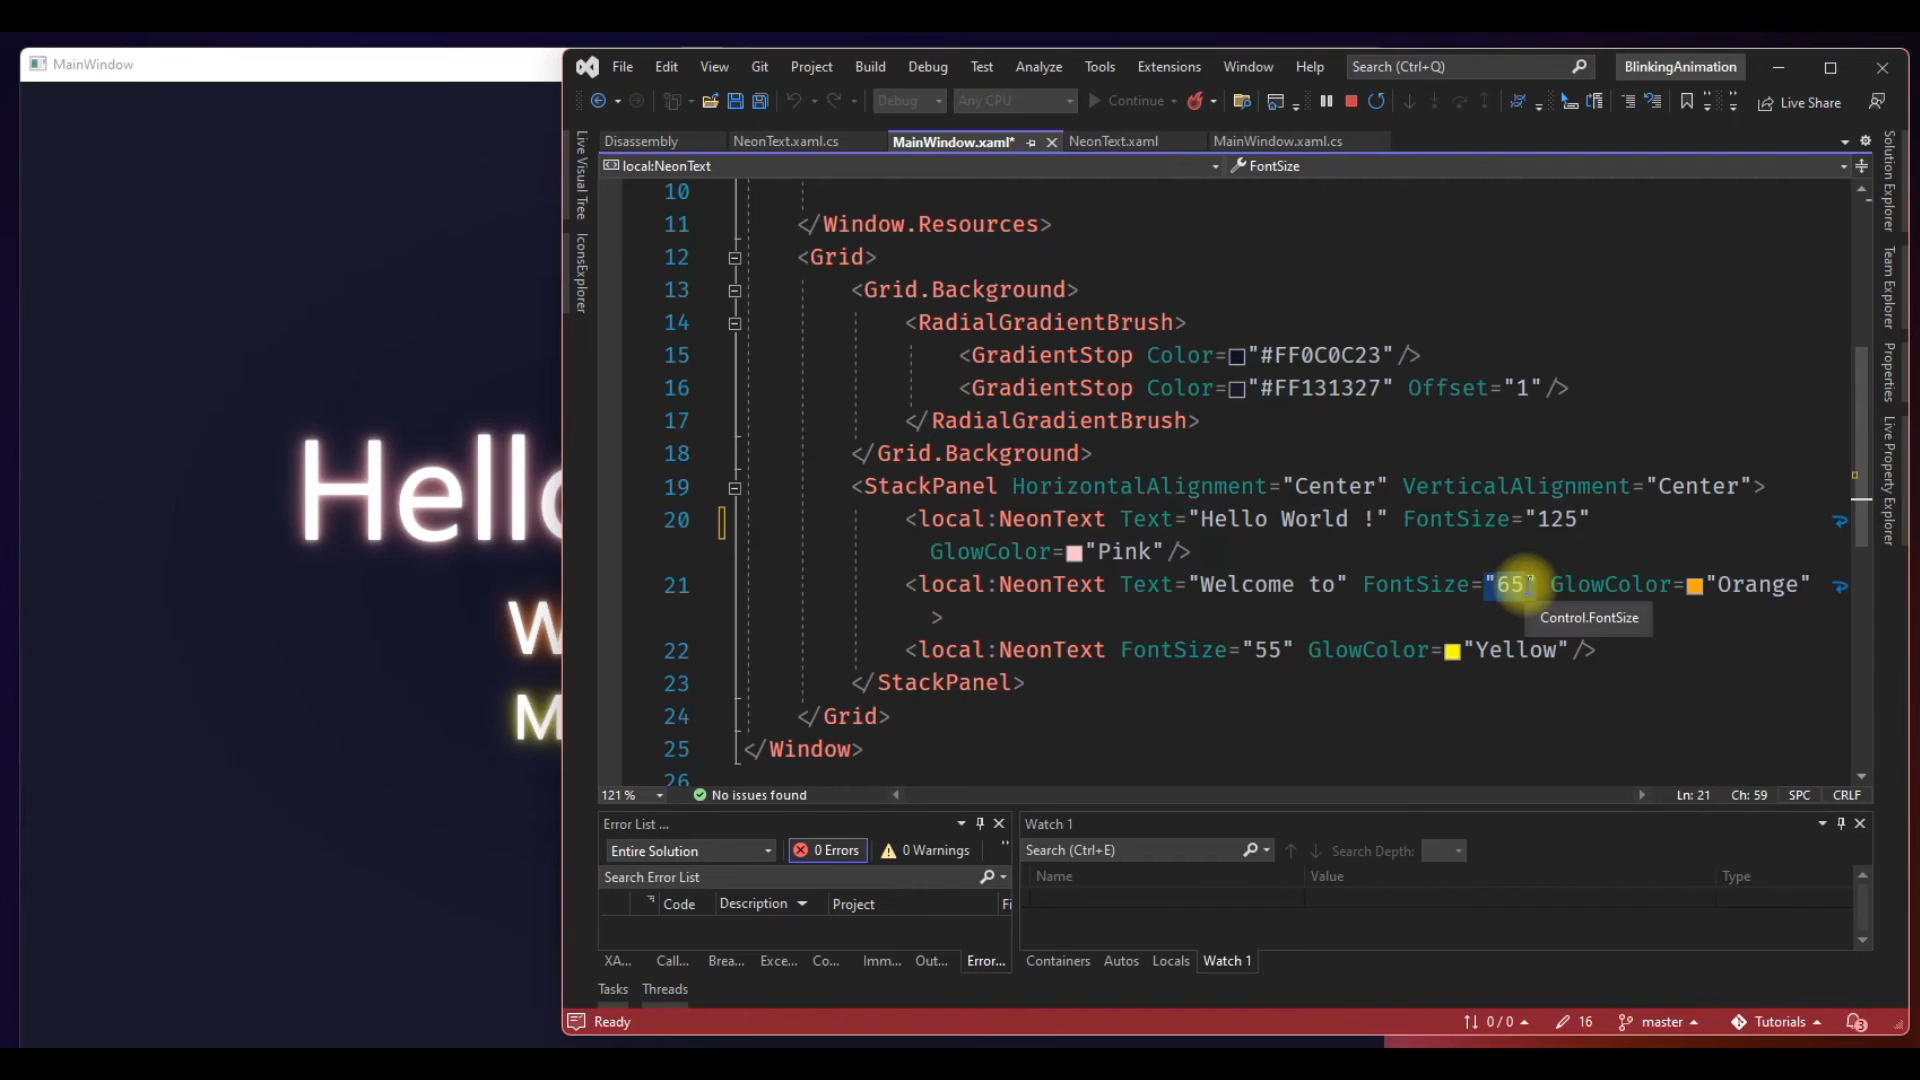 MainWindow
Hello
W
M
File Edit View Git Project Build Debug Test Analyze Tools Extensions Window Help Search (Ctrl+Q) BlinkingAnimation
Debug Any CPU Continue Live Share
Disassembly NeonText.xaml.cs MainWindow.xaml* NeonText.xaml MainWindow.xaml.cs
local:NeonText FontSize
Live Visual Tree
IconsExplorer
10
11 </Window.Resources>
12 <Grid>
13 <Grid.Background>
14 <RadialGradientBrush>
15 <GradientStop Color="#FF0C0C23"/>
16 <GradientStop Color="#FF131327" Offset="1"/>
17 </RadialGradientBrush>
18 </Grid.Background>
19 <StackPanel HorizontalAlignment="Center" VerticalAlignment="Center">
20 <local:NeonText Text="Hello World !" FontSize="125"
GlowColor="Pink"/>
21 <local:NeonText Text="Welcome to" FontSize="65" GlowColor="Orange"
>
Control.FontSize
22 <local:NeonText FontSize="55" GlowColor="Yellow"/>
23 </StackPanel>
24 </Grid>
25 </Window>
26
Solution Explorer
Team Explorer
Properties
Live Property Explorer
121 % No issues found Ln: 21 Ch: 59 SPC CRLF
Error List ...
Entire Solution 0 Errors 0 Warnings
Search Error List
Code Description Project Fi
XA... Call... Brea... Exce... Co... Imm... Out... Error...
Watch 1
Search (Ctrl+E) Search Depth:
Name Value Type
Containers Autos Locals Watch 1
Tasks Threads
Ready 0 / 0 16 master Tutorials 3